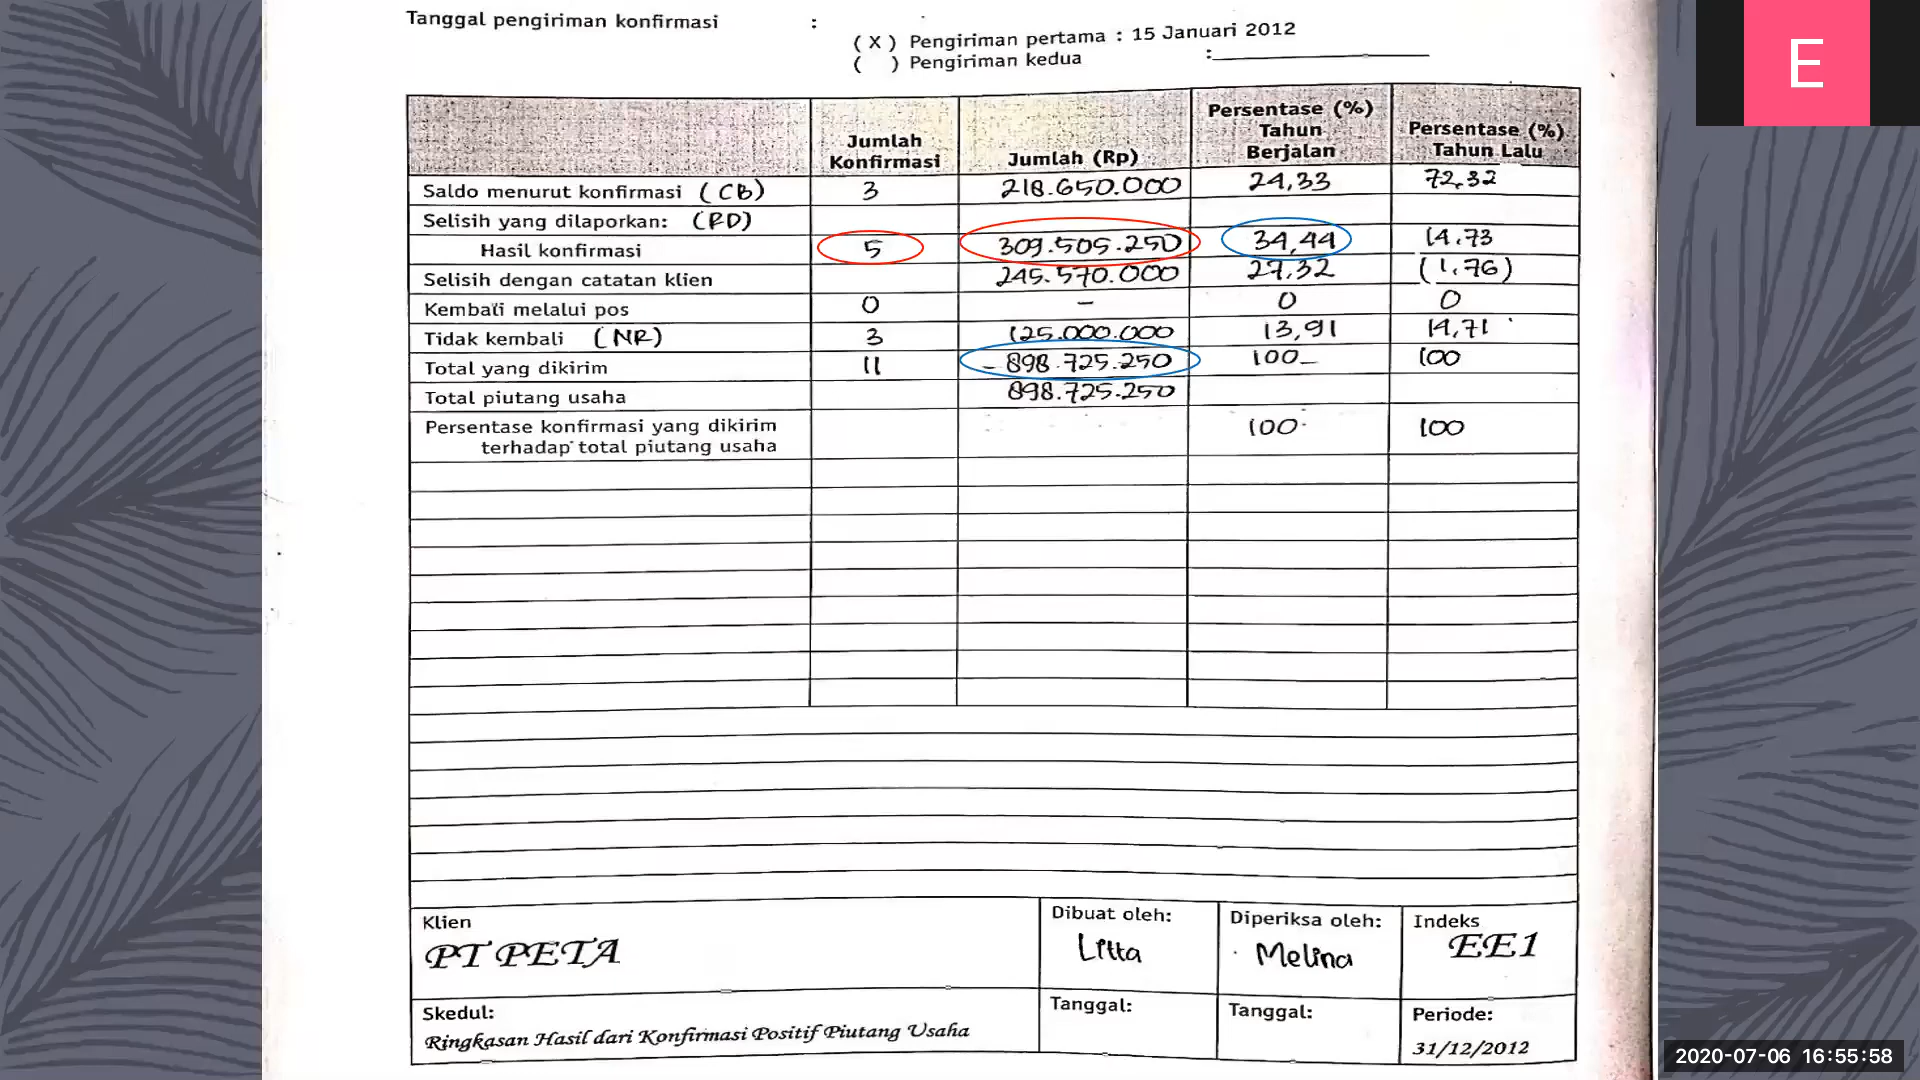 Tanggal pengiriman konfirmasi :
( X ) Pengiriman pertama : 15 Januari 2012
( ) Pengiriman kedua :
E
Jumlah Konfirmasi Jumlah (Rp) Persentase (%) Tahun Berjalan Persentase (%) Tahun Lalu
Saldo menurut konfirmasi (CB) 3 218.650.000 24,33 72,32
Selisih yang dilaporkan: (RD)
Hasil konfirmasi 5 309.505.250 34,44 14.73
Selisih dengan catatan klien 245.570.000 27.32 (1.76)
Kembali melalui pos 0 - 0 0
Tidak kembali (NR) 3 125.000.000 13,91 14,71
Total yang dikirim 11 898.725.250 100 100
Total piutang usaha 898.725.250
Persentase konfirmasi yang dikirim 100 100
terhadap total piutang usaha
Klien
PT PETA
Dibuat oleh:
Litta
Diperiksa oleh:
Melina
Indeks
EE1
Skedul:
Ringkasan Hasil dari Konfirmasi Positif Piutang Usaha
Tanggal:
Tanggal:
Periode:
31/12/2012
2020-07-06 16:55:58